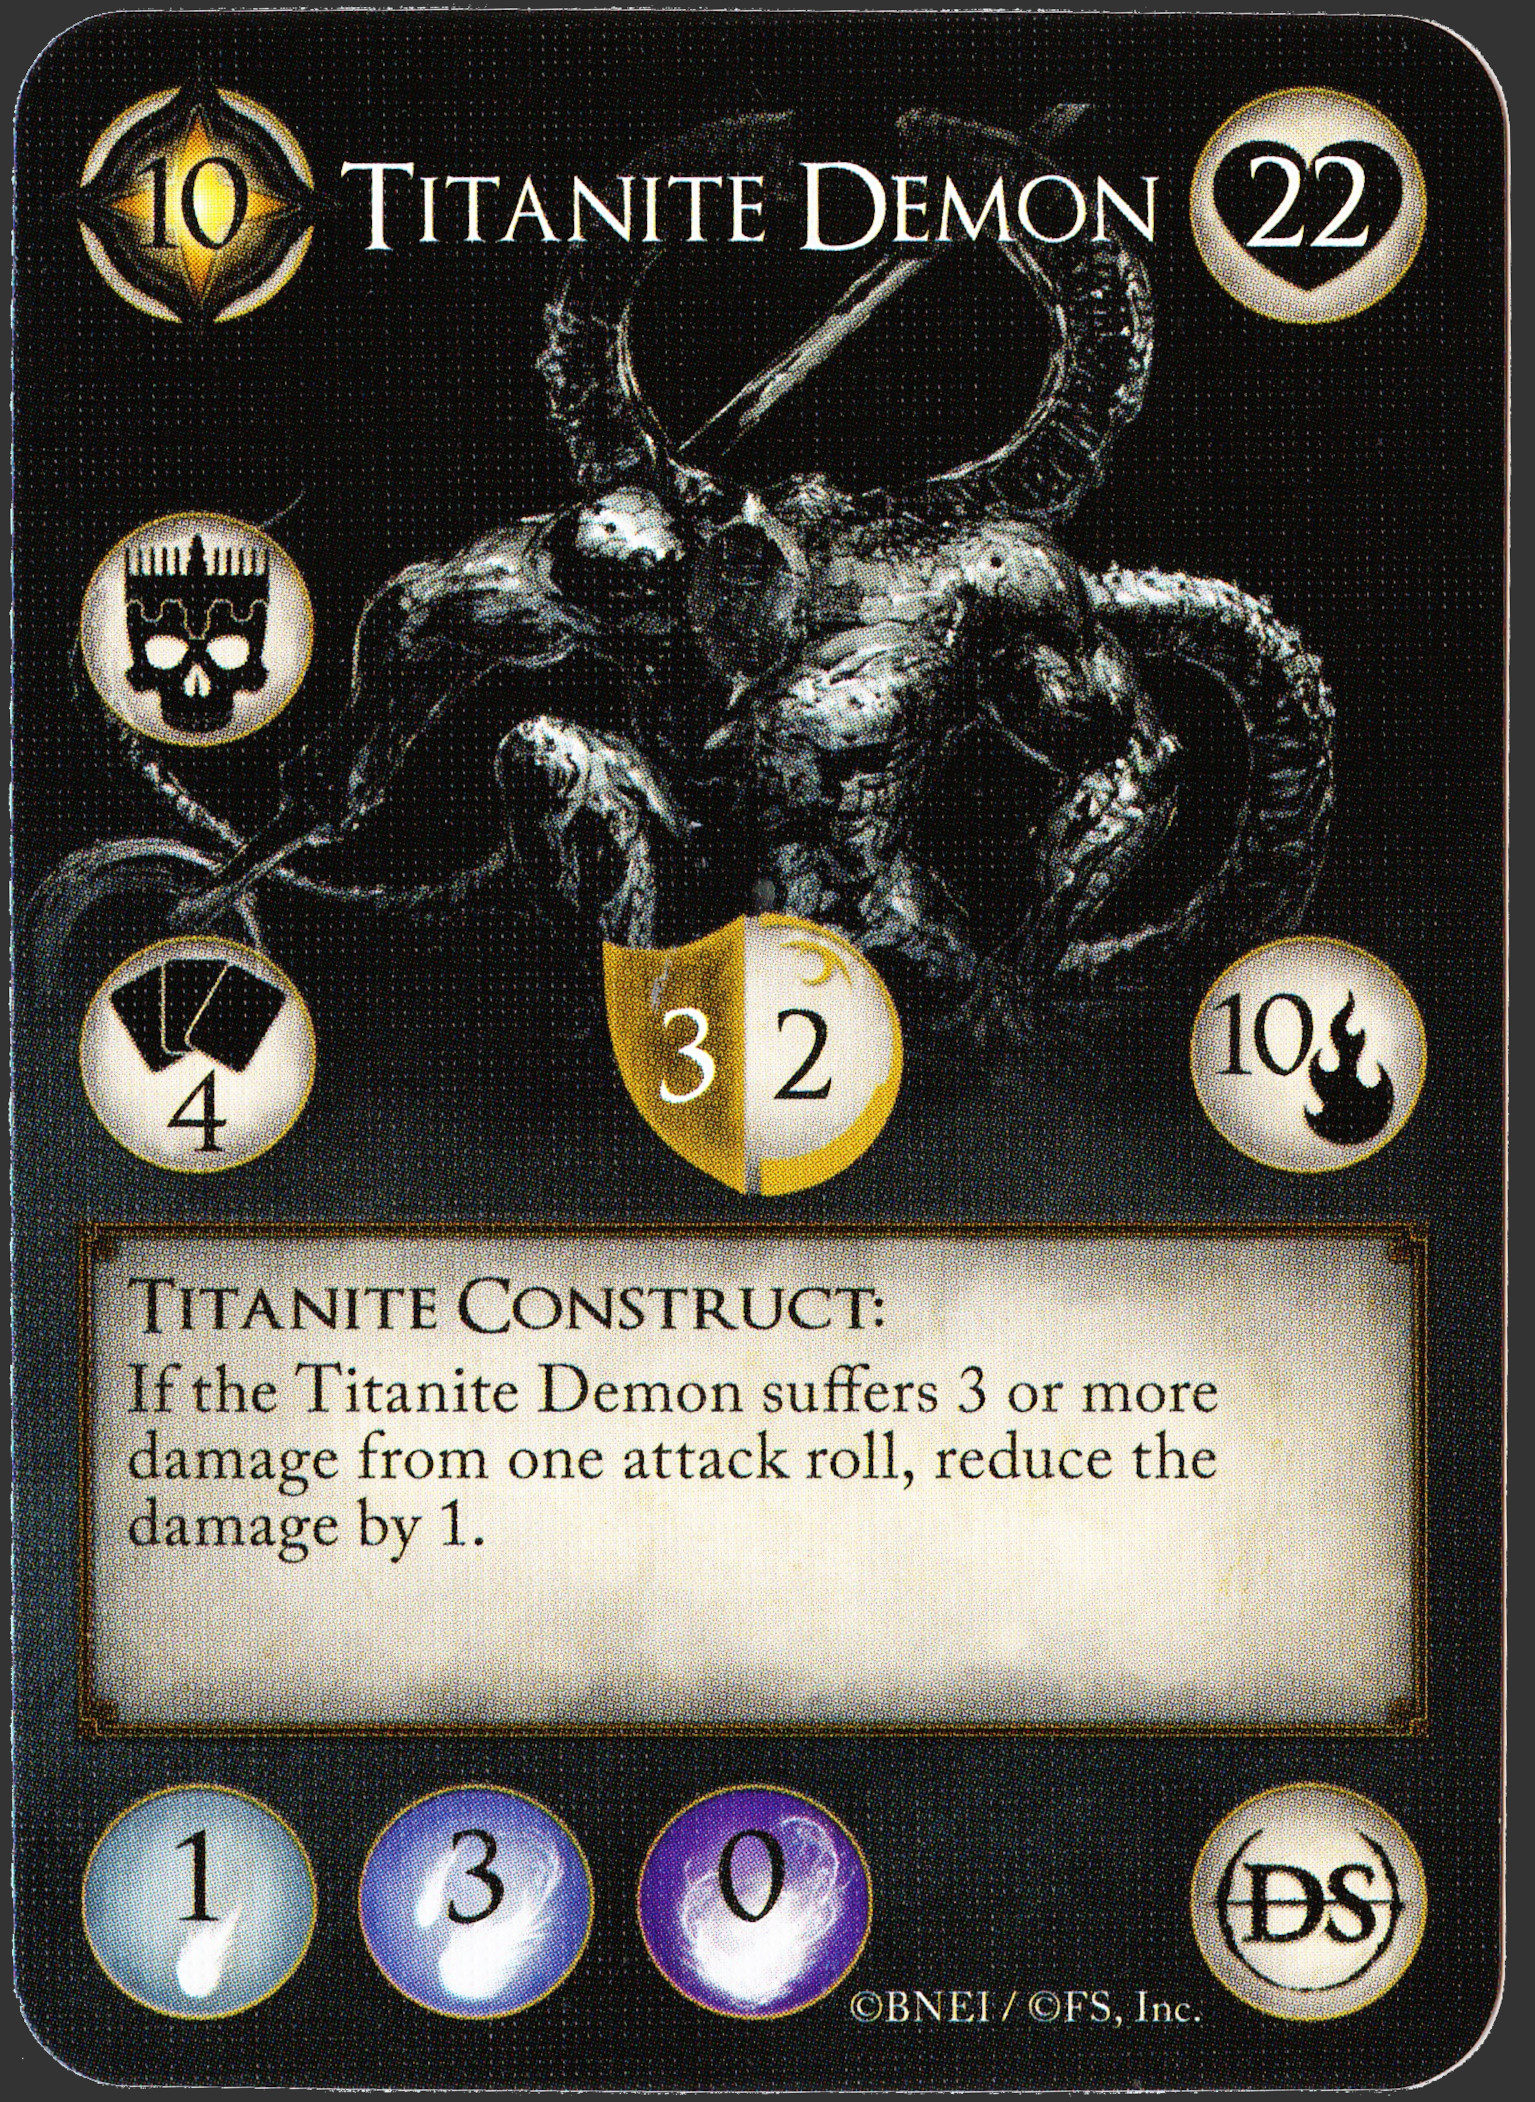 10 TITANITE DEMON 22
4
3 2
10
TITANITE CONSTRUCT:
If the Titanite Demon suffers 3 or more
damage from one attack roll, reduce the
damage by 1.
1 3 0
DS
©BNEI / ©FS, Inc.